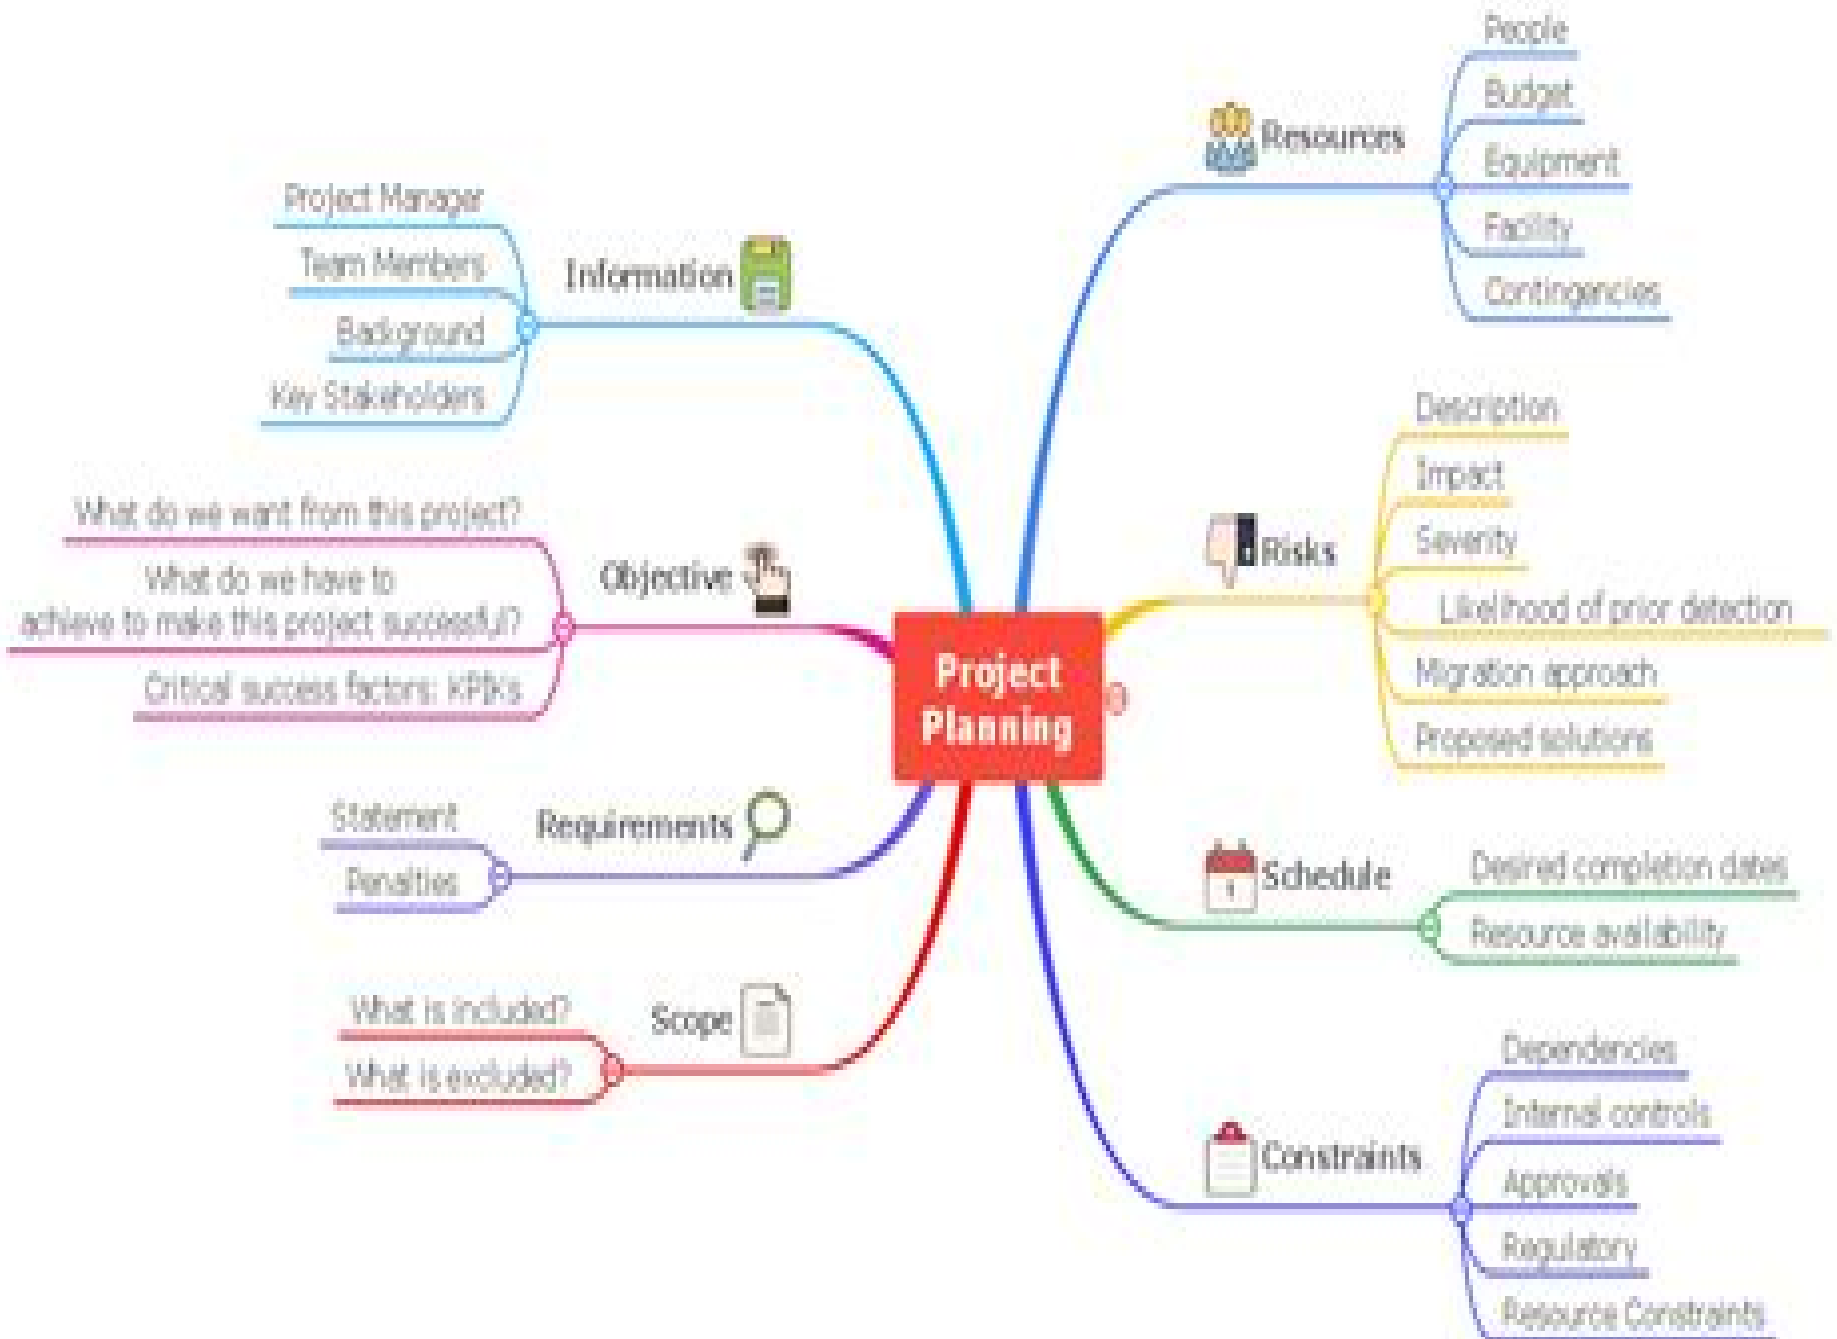 Project
Planning
Information
Project Manager
Team Members
Background
Key Stakeholders
Objective
What do we want from this project?
What do we have to
achieve to make this project successful?
Critical success factors: KPIKs
Requirements
Statement
Penalties
Scope
What is included?
What is excluded?
Resources
People
Budget
Equipment
Facility
Contingencies
Risks
Description
Impact
Severity
Likelihood of prior detection
Migration approach
Proposed solutions
Schedule
Desired completion dates
Resource availability
Constraints
Dependencies
Internal controls
Approvals
Regulatory
Resource Constraints